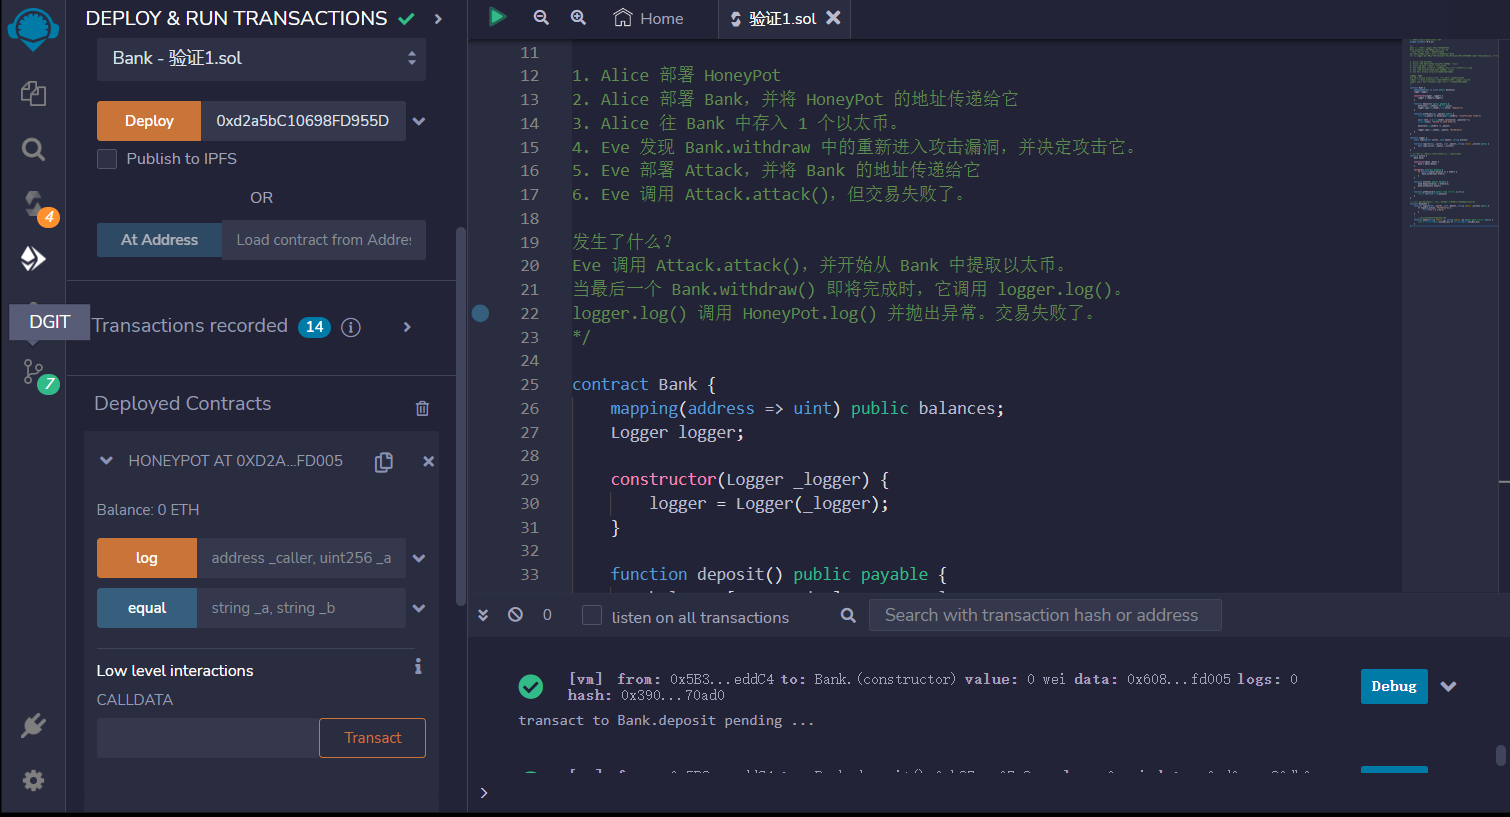 DEPLOY & RUN TRANSACTIONS
Bank - 验证1.sol
Deploy
0xd2a5bC10698FD955D
Publish to IPFS
OR
At Address
Load contract from Addre
4
DGIT
Transactions recorded 14
7
Deployed Contracts
HONEYPOT AT 0XD2A...FD005
Balance: 0 ETH
log
address _caller, uint256 _a
equal
string _a, string _b
Low level interactions
CALLDATA
Transact
Home
验证1.sol
11
12 1. Alice 部署 HoneyPot
13 2. Alice 部署 Bank，并将 HoneyPot 的地址传递给它
14 3. Alice 往 Bank 中存入 1 个以太币。
15 4. Eve 发现 Bank.withdraw 中的重新进入攻击漏洞，并决定攻击它。
16 5. Eve 部署 Attack，并将 Bank 的地址传递给它
17 6. Eve 调用 Attack.attack()，但交易失败了。
18
19 发生了什么？
20 Eve 调用 Attack.attack()，并开始从 Bank 中提取以太币。
21 当最后一个 Bank.withdraw() 即将完成时，它调用 logger.log()。
22 logger.log() 调用 HoneyPot.log() 并抛出异常。交易失败了。
23 */
24
25 contract Bank {
26 mapping(address => uint) public balances;
27 Logger logger;
28
29 constructor(Logger _logger) {
30 logger = Logger(_logger);
31 }
32
33 function deposit() public payable {
0
listen on all transactions
Search with transaction hash or address
[vm] from: 0x5B3...eddC4 to: Bank.(constructor) value: 0 wei data: 0x608...fd005 logs: 0
hash: 0x390...70ad0
Debug
transact to Bank.deposit pending ...
>